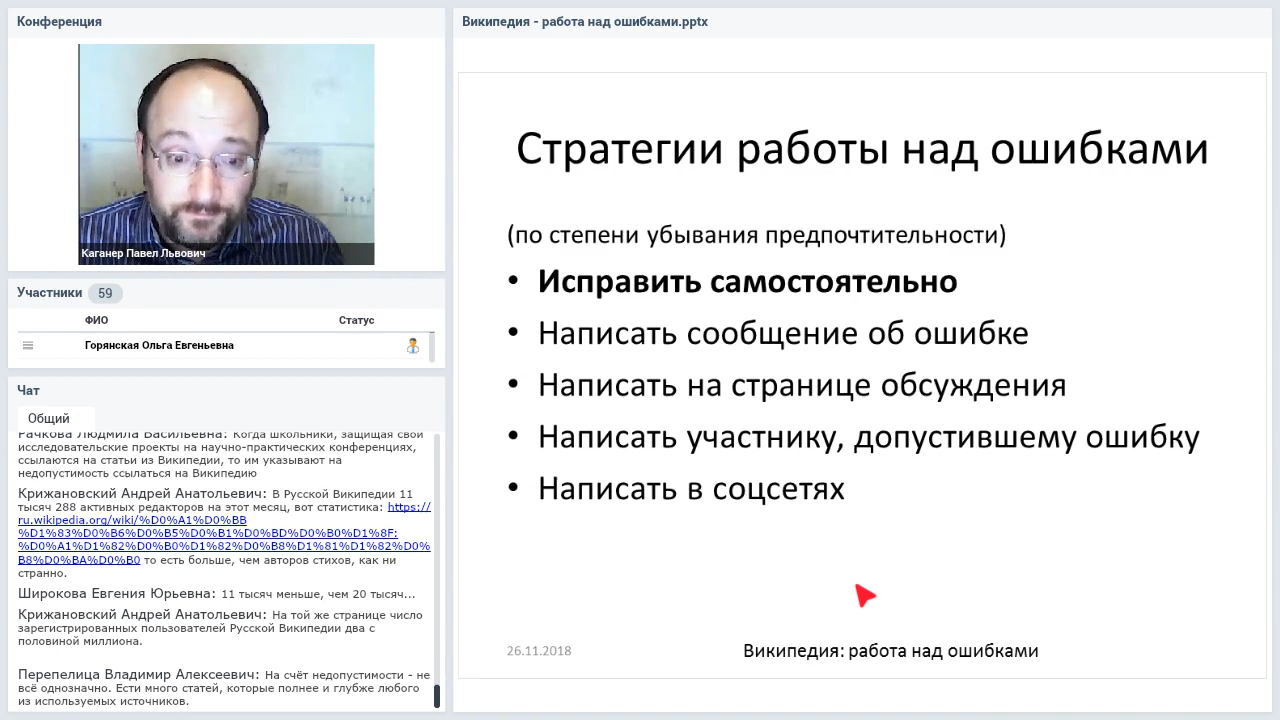 Конференция
Каганер Павел Львович
Участники 59
ФИО Статус
Горянская Ольга Евгеньевна
Чат
Общий
Рачкова Людмила Васильевна: Когда школьники, защищая свои
исследовательские проекты на научно-практических конференциях,
ссылаются на статьи из Википедии, то им указывают на
недопустимость ссылаться на Википедию
Крижановский Андрей Анатольевич: В Русской Википедии 11
тысяч 288 активных редакторов на этот месяц, вот статистика: https://
ru.wikipedia.org/wiki/%D0%A1%D0%BB
%D1%83%D0%B6%D0%B5%D0%B1%D0%BD%D0%B0%D1%8F:
%D0%A1%D1%82%D0%B0%D1%82%D0%B8%D1%81%D1%82%D0%
B8%D0%BA%D0%B0 то есть больше, чем авторов стихов, как ни
странно.
Широкова Евгения Юрьевна: 11 тысяч меньше, чем 20 тысяч...
Крижановский Андрей Анатольевич: На той же странице число
зарегистрированных пользователей Русской Википедии два с
половиной миллиона.
Перепелица Владимир Алексеевич: На счёт недопустимости - не
всё однозначно. Ести много статей, которые полнее и глубже любого
из используемых источников.
Википедия - работа над ошибками.pptx
Стратегии работы над ошибками
(по степени убывания предпочтительности)
• Исправить самостоятельно
• Написать сообщение об ошибке
• Написать на странице обсуждения
• Написать участнику, допустившему ошибку
• Написать в соцсетях
26.11.2018 Википедия: работа над ошибками